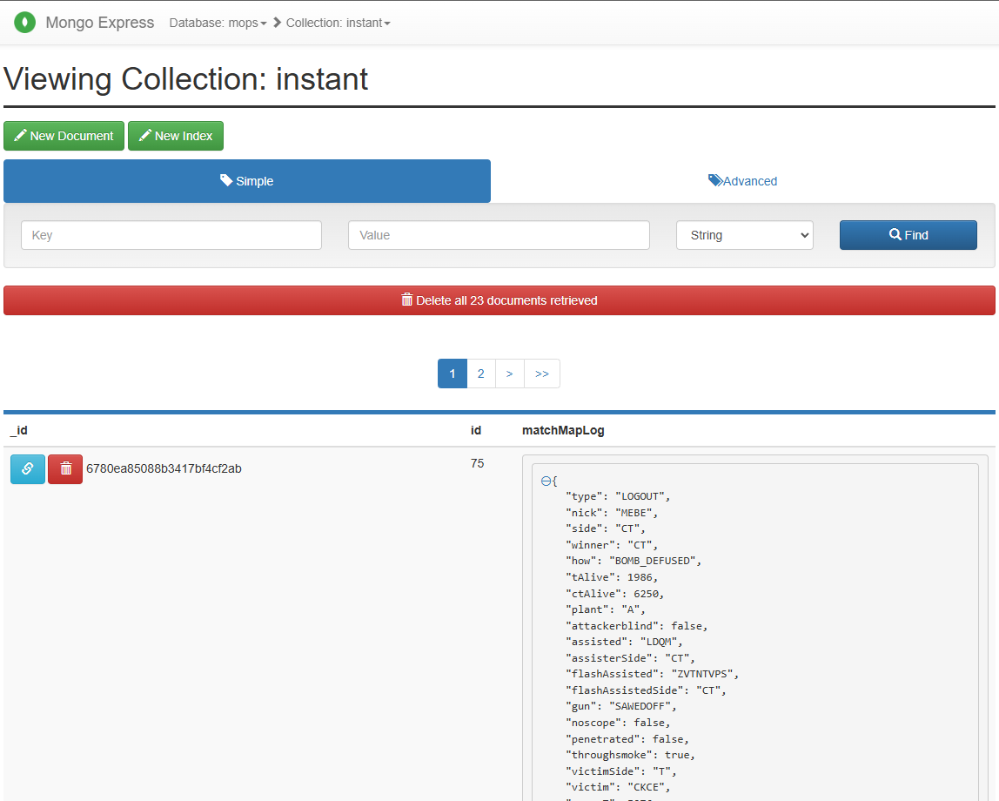 Mongo Express Database: mops Collection: instant
Viewing Collection: instant
New Document New Index
Simple Advanced
Key Value String Find
Delete all 23 documents retrieved
1 2 > >>
_id id matchMapLog
6780ea85088b3417bf4cf2ab 75
{
"type": "LOGOUT",
"nick": "MEBE",
"side": "CT",
"winner": "CT",
"how": "BOMB_DEFUSED",
"tAlive": 1986,
"ctAlive": 6250,
"plant": "A",
"attackerblind": false,
"assisted": "LDQM",
"assisterSide": "CT",
"flashAssisted": "ZVTNTVPS",
"flashAssistedSide": "CT",
"gun": "SAWEDOFF",
"noscope": false,
"penetrated": false,
"throughsmoke": true,
"victimSide": "T",
"victim": "CKCE",